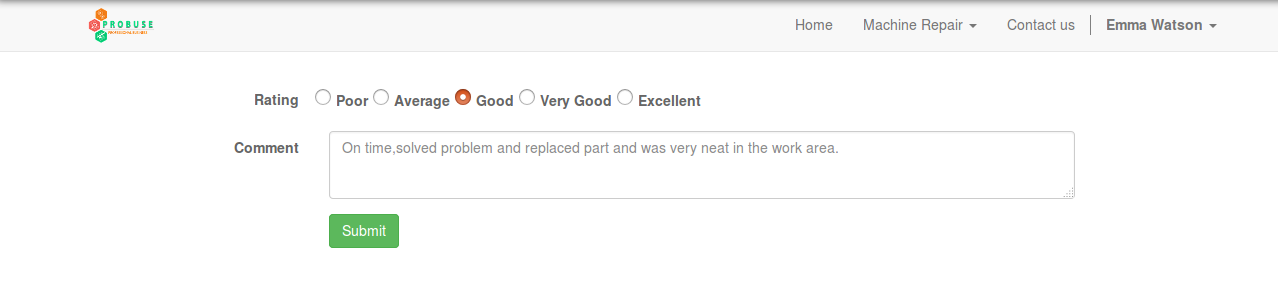 PROBUSE
Home Machine Repair Contact us Emma Watson
Rating Poor Average Good Very Good Excellent
Comment On time,solved problem and replaced part and was very neat in the work area.
Submit